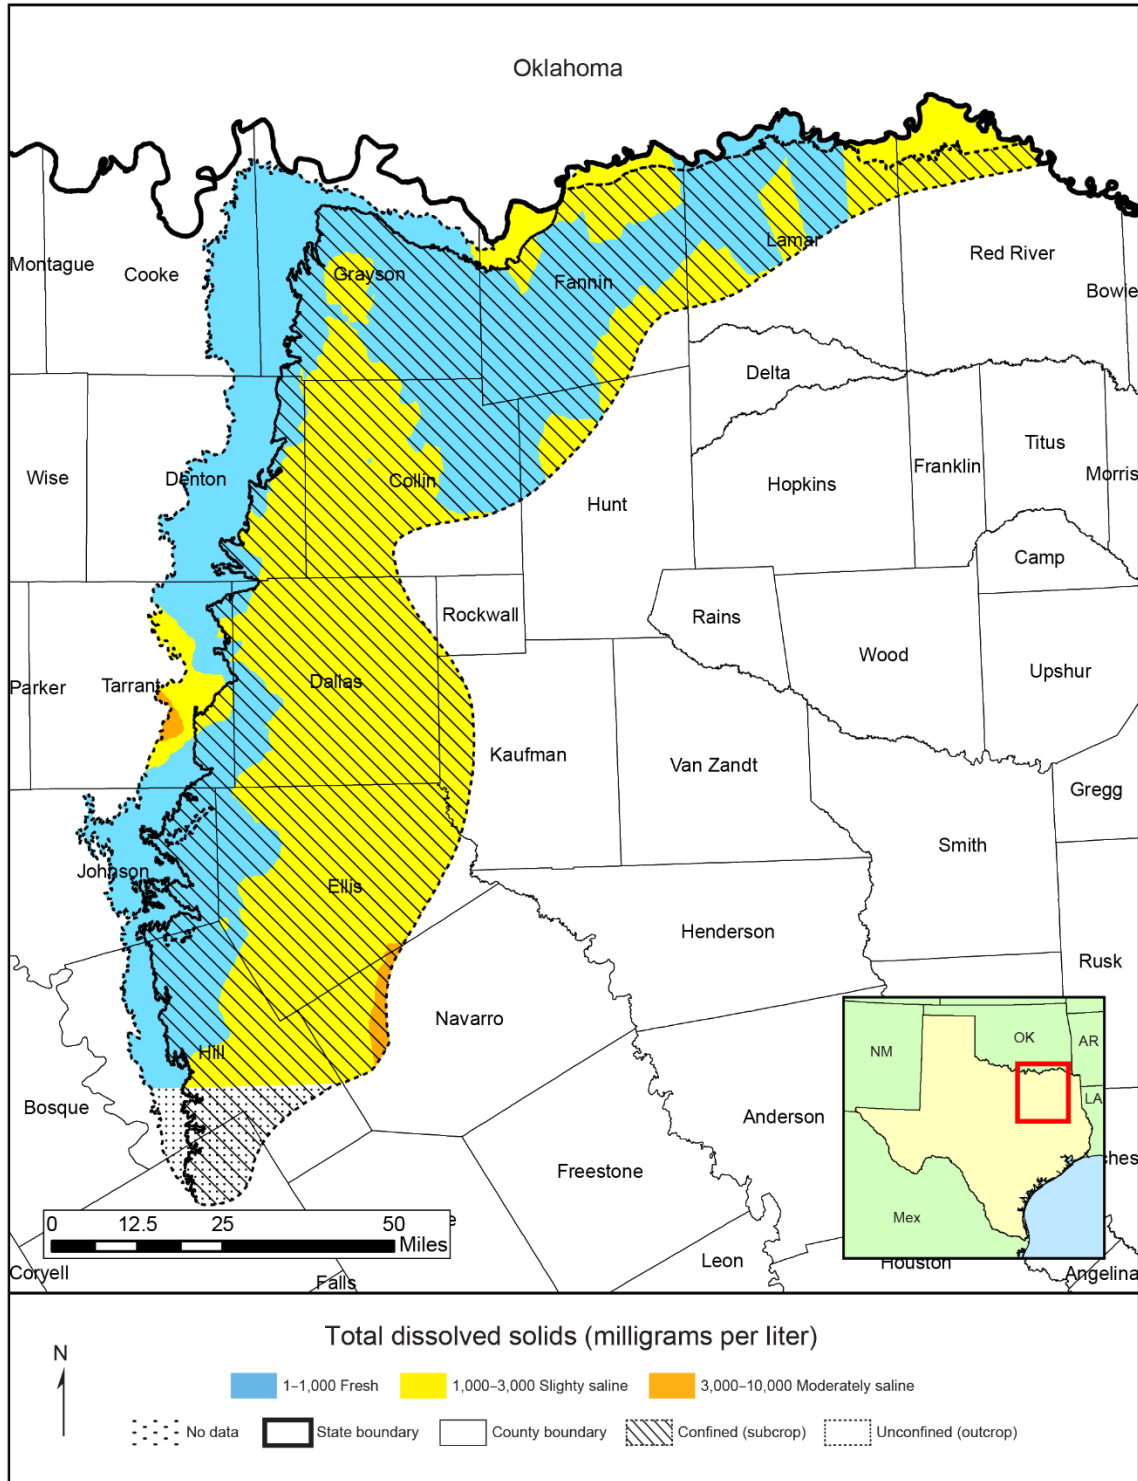 Oklahoma
Montague
Cooke
Grayson
Fannin
Lamar
Red River
Bowie
Delta
Wise
Denton
Collin
Hunt
Hopkins
Franklin
Titus
Morris
Camp
Rockwall
Rains
Wood
Upshur
Parker
Tarrant
Dallas
Kaufman
Van Zandt
Gregg
Smith
Johnson
Ellis
Henderson
Rusk
Navarro
Hill
Bosque
Anderson
Freestone
ches
Leon
Houston
Angelina
Coryell
Falls
e
0 12.5 25 50
Miles
NM
OK
AR
LA
Mex
Total dissolved solids (milligrams per liter)
N
1–1,000 Fresh
1,000–3,000 Slighty saline
3,000–10,000 Moderately saline
No data
State boundary
County boundary
Confined (subcrop)
Unconfined (outcrop)